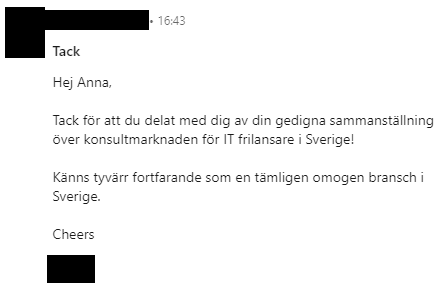 • 16:43
Tack
Hej Anna,
Tack för att du delat med dig av din gedigna sammanställning
över konsultmarknaden för IT frilansare i Sverige!
Känns tyvärr fortfarande som en tämligen omogen bransch i
Sverige.
Cheers